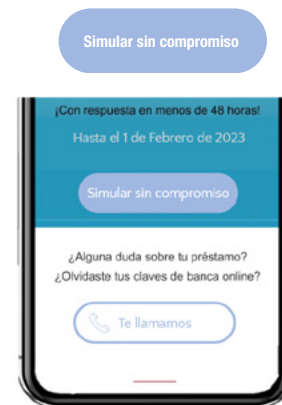 Simular sin compromiso
¡Con respuesta en menos de 48 horas!
Hasta el 1 de Febrero de 2023
Simular sin compromiso
¿Alguna duda sobre tu préstamo?
¿Olvidaste tus claves de banca online?
Te llamamos